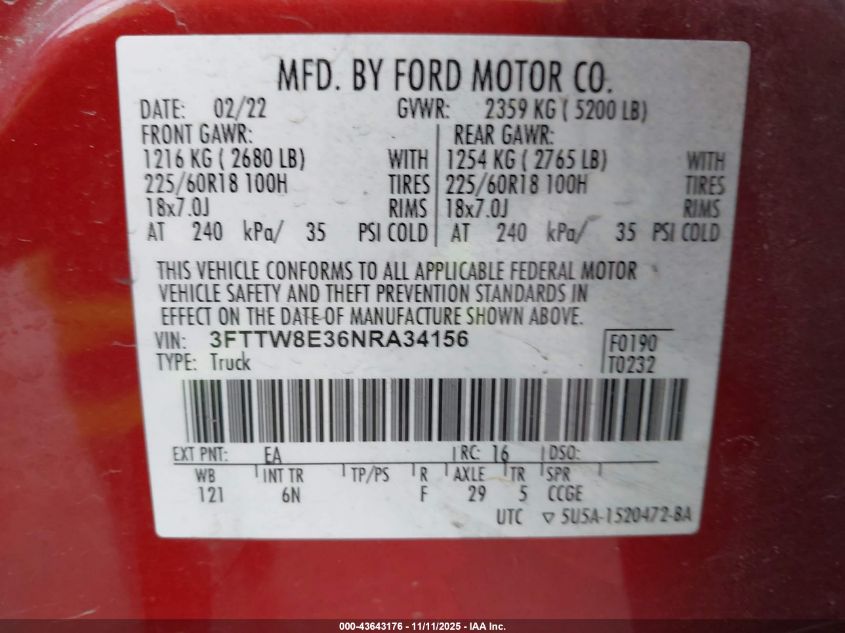 MFD. BY FORD MOTOR CO.
DATE: 02/22 GVWR: 2359 KG ( 5200 LB)
FRONT GAWR: REAR GAWR:
1216 KG ( 2680 LB) WITH 1254 KG ( 2765 LB) WITH
225/60R18 100H TIRES 225/60R18 100H TIRES
18x7.0J RIMS 18x7.0J RIMS
AT 240 kPa/ 35 PSI COLD AT 240 kPa/ 35 PSI COLD
THIS VEHICLE CONFORMS TO ALL APPLICABLE FEDERAL MOTOR
VEHICLE SAFETY AND THEFT PREVENTION STANDARDS IN
EFFECT ON THE DATE OF MANUFACTURE SHOWN ABOVE.
VIN: 3FTTW8E36NRA34156 F0190
TYPE: Truck T0232
EXT PNT: EA RC: 16 DSO:
WB INT TR TP/PS R AXLE TR SPR
121 6N F 29 5 CCGE
UTC ▽ 5U5A-1520472-BA
000-43643176 - 11/11/2025 - IAA Inc.